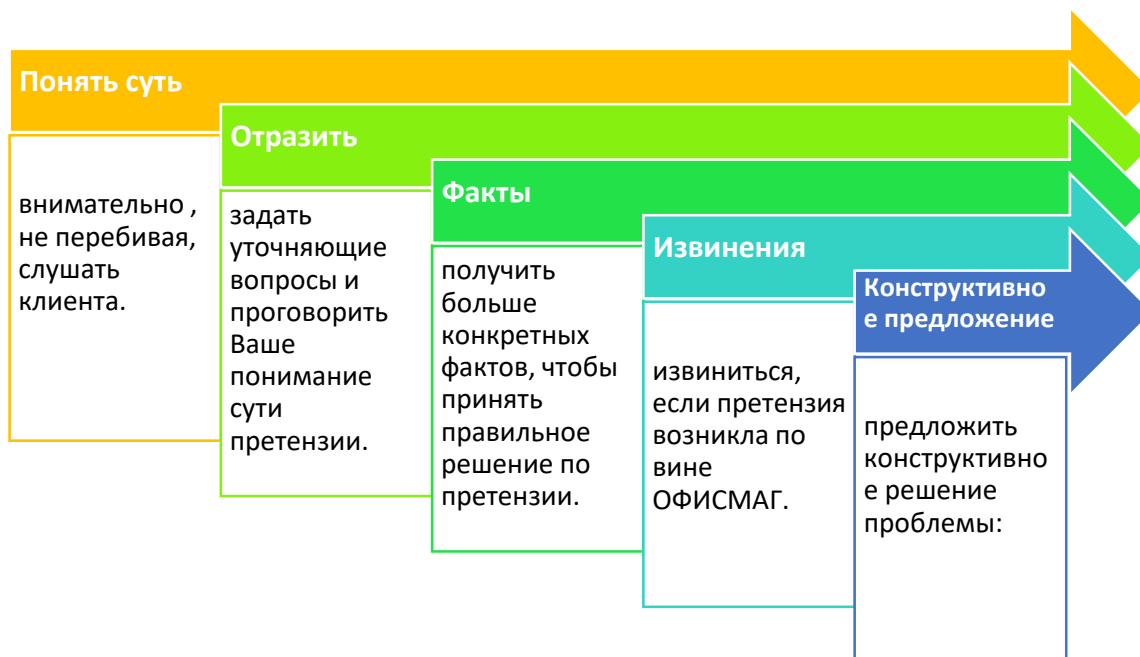 Понять суть
внимательно ,
не перебивая,
слушать
клиента.
Отразить
задать
уточняющие
вопросы и
проговорить
Ваше
понимание
сути
претензии.
Факты
получить
больше
конкретных
фактов, чтобы
принять
правильное
решение по
претензии.
Извинения
извиниться,
если претензия
возникла по
вине
ОФИСМАГ.
Конструктивно
е предложение
предложить
конструктивно
е решение
проблемы: